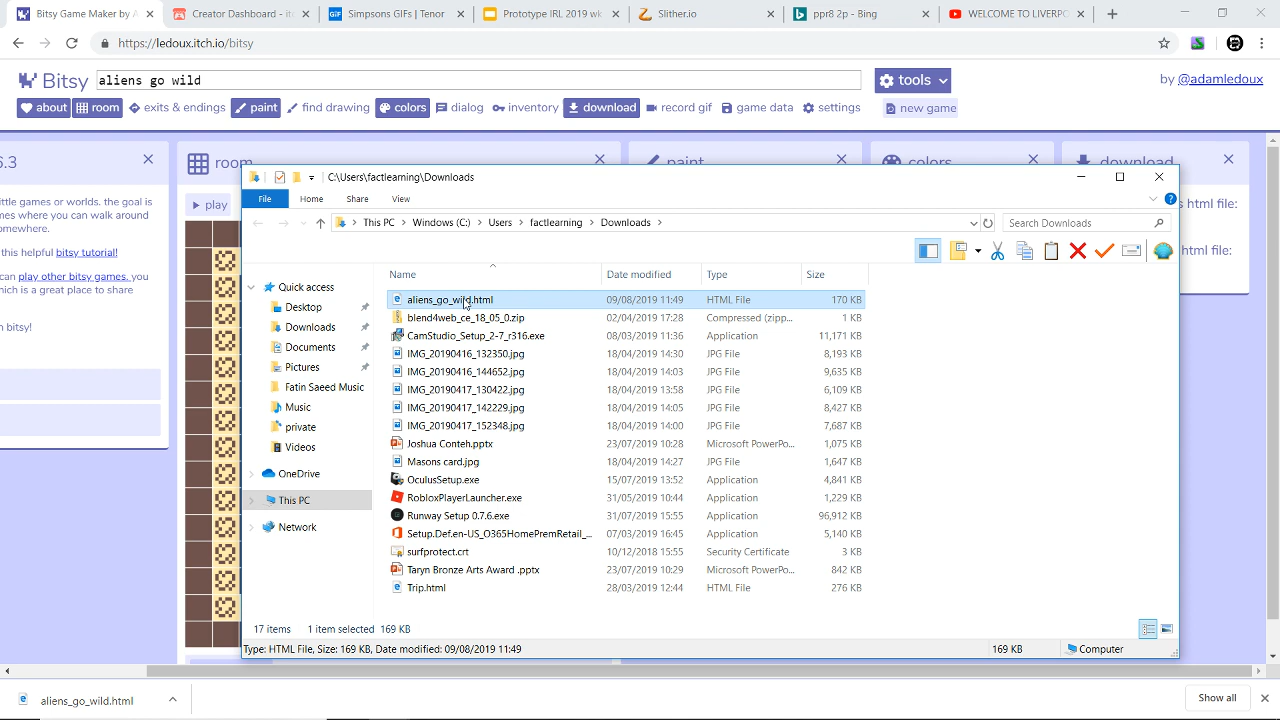 Bitsy Game Maker by A
Creator Dashboard - it
GIF Simpsons GIFs | Tenor
Prototype IRL 2019 wk
Slither.io
ppr8 2p - Bing
WELCOME TO LIVERPO
https://ledoux.itch.io/bitsy
Bitsy
aliens go wild
tools
by @adamledoux
about
room
exits & endings
paint
find drawing
colors
dialog
inventory
download
record gif
game data
settings
new game
6.3
room
paint
colors
download
C:\Users\factlearning\Downloads
File
Home
Share
View
This PC > Windows (C:) > Users > factlearning > Downloads >
Search Downloads
Name
Date modified
Type
Size
ittle games or worlds. the goal is
ames where you can walk around
omewhere.
this helpful bitsy tutorial!
can play other bitsy games, you
hich is a great place to share
n bitsy!
play
s html file:
html file:
Quick access
Desktop
Downloads
Documents
Pictures
Fatin Saeed Music
Music
private
Videos
OneDrive
This PC
Network
aliens_go_wild.html 09/08/2019 11:49 HTML File 170 KB
blend4web_ce_18_05_0.zip 02/04/2019 17:28 Compressed (zipp... 1 KB
CamStudio_Setup_2-7_r316.exe 08/03/2019 11:36 Application 11,171 KB
IMG_20190416_132350.jpg 18/04/2019 14:30 JPG File 8,193 KB
IMG_20190416_144652.jpg 18/04/2019 14:03 JPG File 9,635 KB
IMG_20190417_130422.jpg 18/04/2019 13:58 JPG File 6,109 KB
IMG_20190417_142229.jpg 18/04/2019 14:05 JPG File 8,427 KB
IMG_20190417_152348.jpg 18/04/2019 14:00 JPG File 7,687 KB
Joshua Conteh.pptx 23/07/2019 10:28 Microsoft PowerPo... 1,075 KB
Masons card.jpg 18/04/2019 14:27 JPG File 1,647 KB
OculusSetup.exe 15/07/2019 13:52 Application 4,841 KB
RobloxPlayerLauncher.exe 31/05/2019 10:44 Application 1,229 KB
Runway Setup 0.7.6.exe 31/07/2019 15:55 Application 96,912 KB
Setup.Def.en-US_O365HomePremRetail_... 07/03/2019 16:45 Application 5,140 KB
surfprotect.crt 10/12/2018 15:55 Security Certificate 3 KB
Taryn Bronze Arts Award .pptx 23/07/2019 10:29 Microsoft PowerPo... 842 KB
Trip.html 28/03/2019 12:44 HTML File 276 KB
17 items 1 item selected 169 KB
Type: HTML File, Size: 169 KB, Date modified: 09/08/2019 11:49
169 KB
Computer
aliens_go_wild.html
Show all